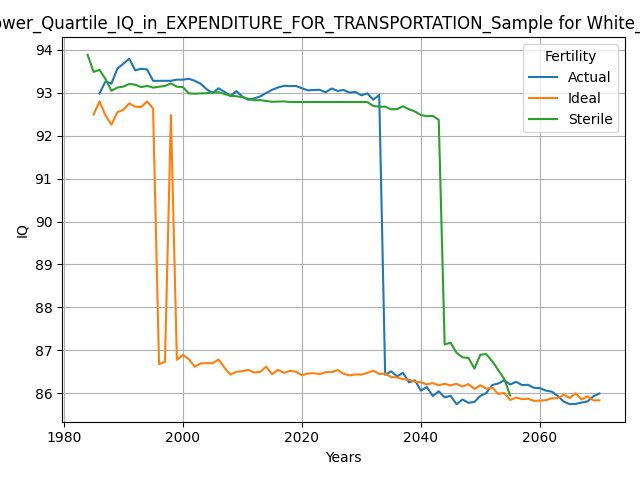 ower_Quartile_IQ_in_EXPENDITURE_FOR_TRANSPORTATION_Sample for White_
94
93
92
91
90
89
88
87
86
IQ
Fertility
Actual
Ideal
Sterile
1980
2000
2020
2040
2060
Years